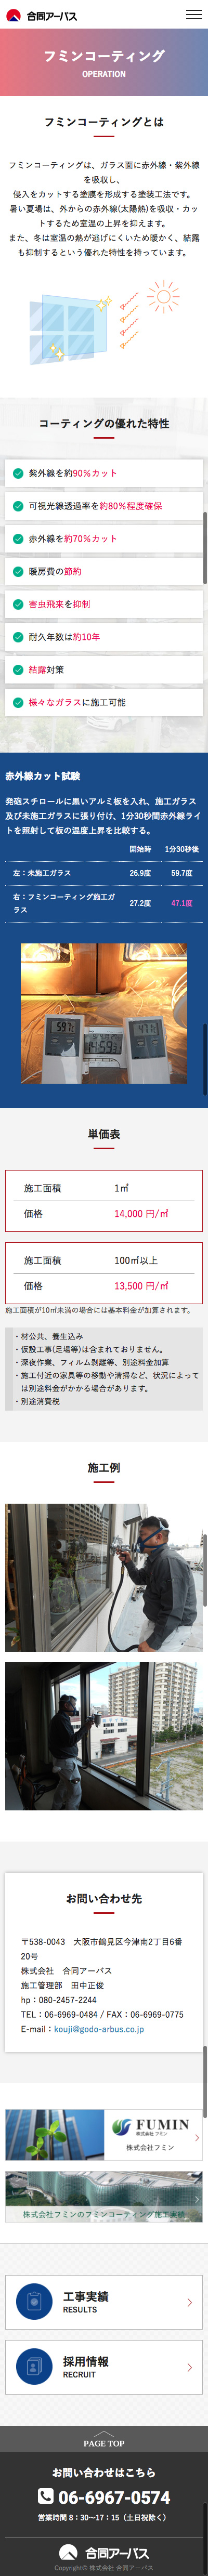 合同アーバス
フミンコーティング
OPERATION
フミンコーティングとは
フミンコーティングは、ガラス面に赤外線・紫外線
を吸収し、
侵入をカットする塗膜を形成する塗装工法です。
暑い夏場は、外からの赤外線(太陽熱)を吸収・カッ
トするため室温の上昇を抑えます。
また、冬は室温の熱が逃げにくいため暖かく、結露
も抑制するという優れた特性を持っています。
コーティングの優れた特性
紫外線を約90％カット
可視光線透過率を約80％程度確保
赤外線を約70％カット
暖房費の節約
害虫飛来を抑制
耐久年数は約10年
結露対策
様々なガラスに施工可能
赤外線カット試験
発砲スチロールに黒いアルミ板を入れ、施工ガラス
及び未施工ガラスに張り付け、1分30秒間赤外線ライ
トを照射して板の温度上昇を比較する。
開始時 1分30秒後
左：未施工ガラス 26.9度 59.7度
右：フミンコーティング施工ガ
ラス 27.2度 47.1度
単価表
施工面積 1㎡
価格 14,000 円/㎡
施工面積 100㎡以上
価格 13,500 円/㎡
施工面積が10㎡未満の場合には基本料金が加算されます。
・材公共、養生込み
・仮設工事(足場等)は含まれておりません。
・深夜作業、フィルム剥離等、別途料金加算
・施工付近の家具等の移動や清掃など、状況によって
は別途料金がかかる場合があります。
・別途消費税
施工例
お問い合わせ先
〒538-0043　大阪市鶴見区今津南2丁目6番
20号
株式会社　合同アーバス
施工管理部　田中正俊
hp：080-2457-2244
TEL：06-6969-0484 / FAX：06-6969-0775
E-mail：kouji@godo-arbus.co.jp
FUMIN
株式会社 フミン
株式会社フミン
株式会社フミンのフミンコーティング施工実績
工事実績
RESULTS
採用情報
RECRUIT
PAGE TOP
お問い合わせはこちら
06-6967-0574
営業時間 8：30～17：15（土日祝除く）
合同アーバス
Copyright© 株式会社 合同アーバス